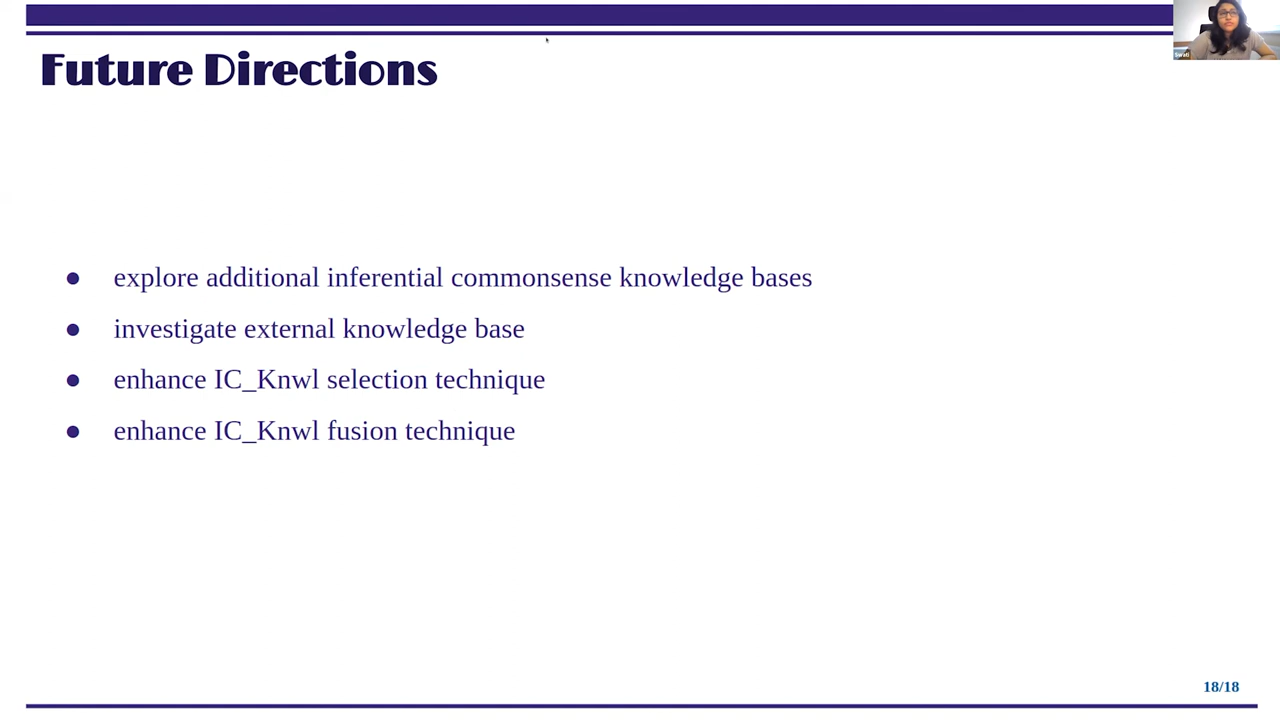 Swati
Future Directions
● explore additional inferential commonsense knowledge bases
● investigate external knowledge base
● enhance IC_Knwl selection technique
● enhance IC_Knwl fusion technique
18/18